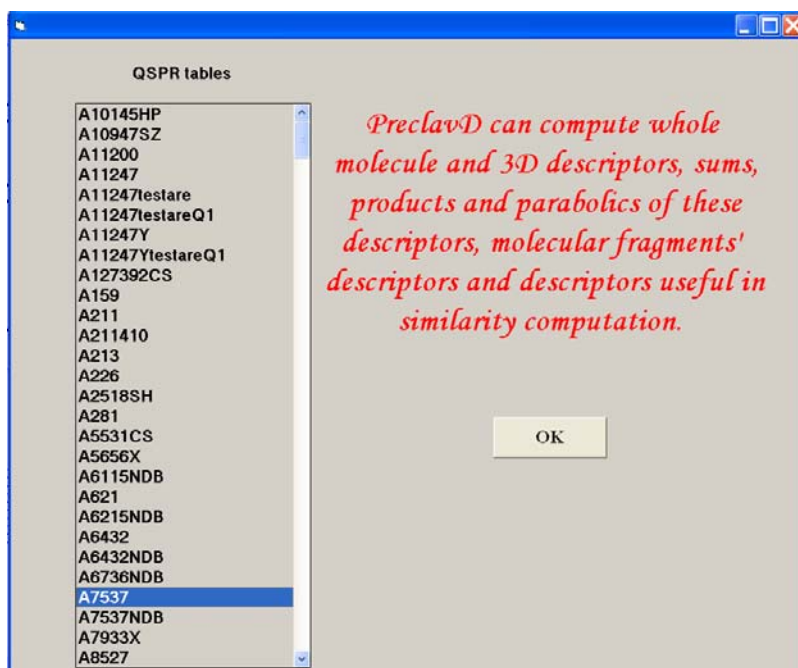 QSPR tables
A10145HP
A10947SZ
A11200
A11247
A11247testare
A11247testareQ1
A11247Y
A11247YtestareQ1
A127392CS
A159
A211
A211410
A213
A226
A2518SH
A281
A5531CS
A5656X
A6115NDB
A621
A6215NDB
A6432
A6432NDB
A6736NDB
A7537
A7537NDB
A7933X
A8527
PreclavD can compute whole
molecule and 3D descriptors, sums,
products and parabolics of these
descriptors, molecular fragments'
descriptors and descriptors useful in
similarity computation.
OK